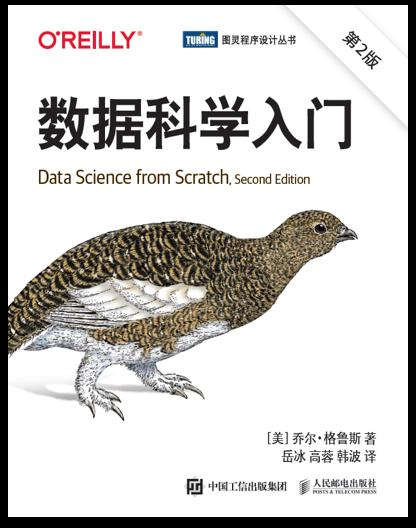 O'REILLY®
TURING 图灵程序设计丛书
第2版
数据科学入门
Data Science from Scratch, Second Edition
[美] 乔尔·格鲁斯 著
岳冰 高蓉 韩波 译
中国工信出版集团
人民邮电出版社
POSTS & TELECOM PRESS